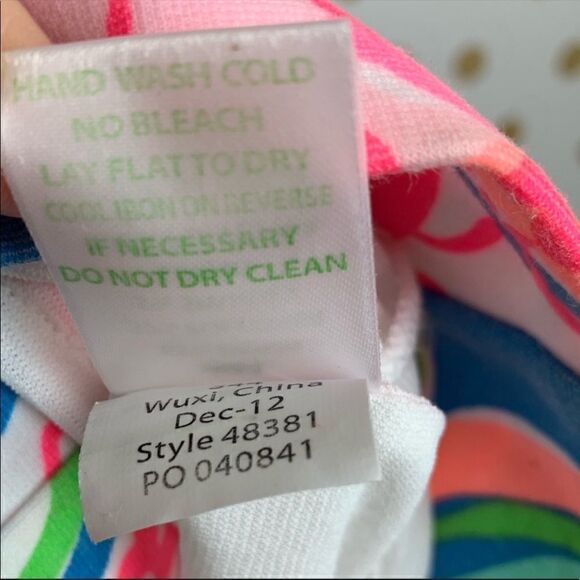 HAND WASH COLD
NO BLEACH
LAY FLAT TO DRY
COOL IRON ON REVERSE
IF NECESSARY
DO NOT DRY CLEAN
Wuxi, China
Dec-12
Style 48381
PO 040841